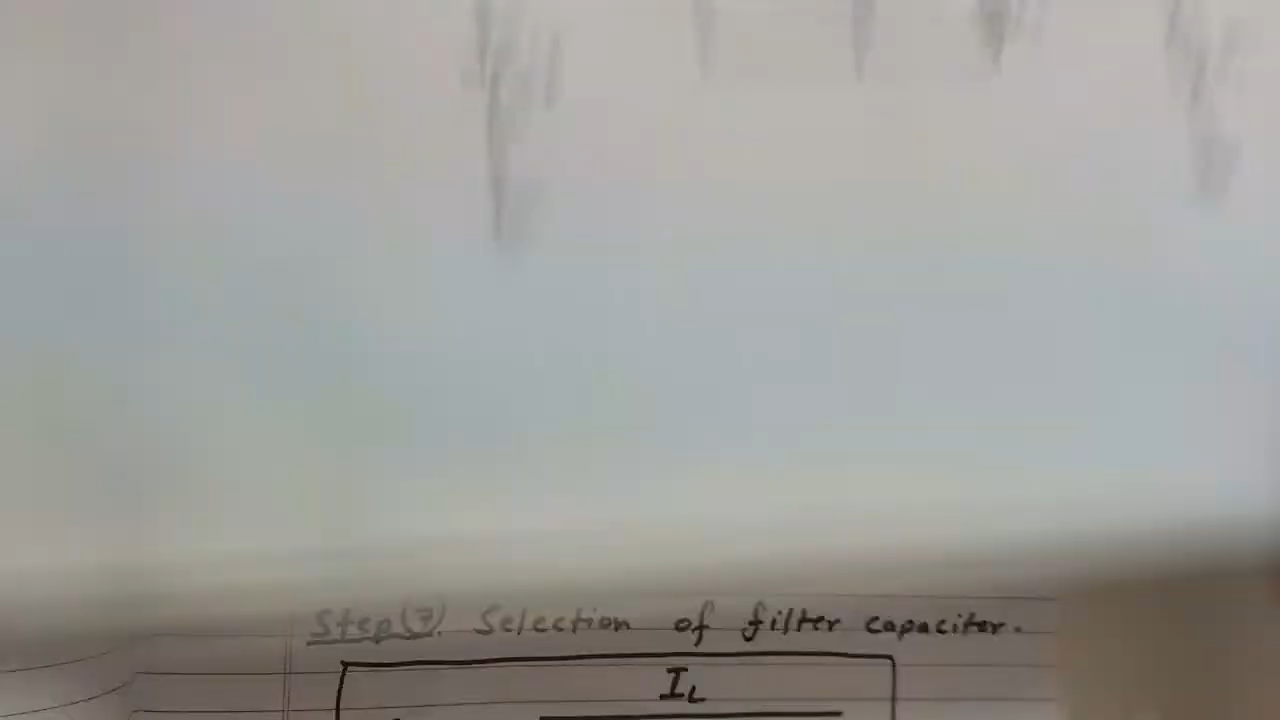 Step(7). Selection of filter capacitor.
I_L